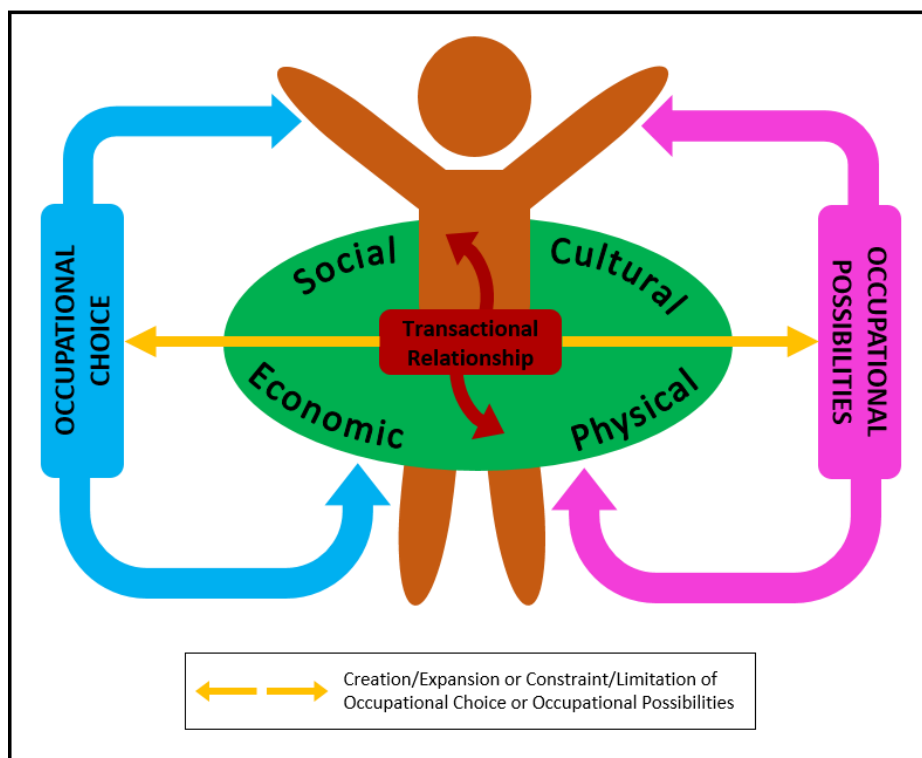 OCCUPATIONAL
CHOICE
Social
Cultural
Transactional
Relationship
Economic
Physical
OCCUPATIONAL
POSSIBILITIES
Creation/Expansion or Constraint/Limitation of
Occupational Choice or Occupational Possibilities